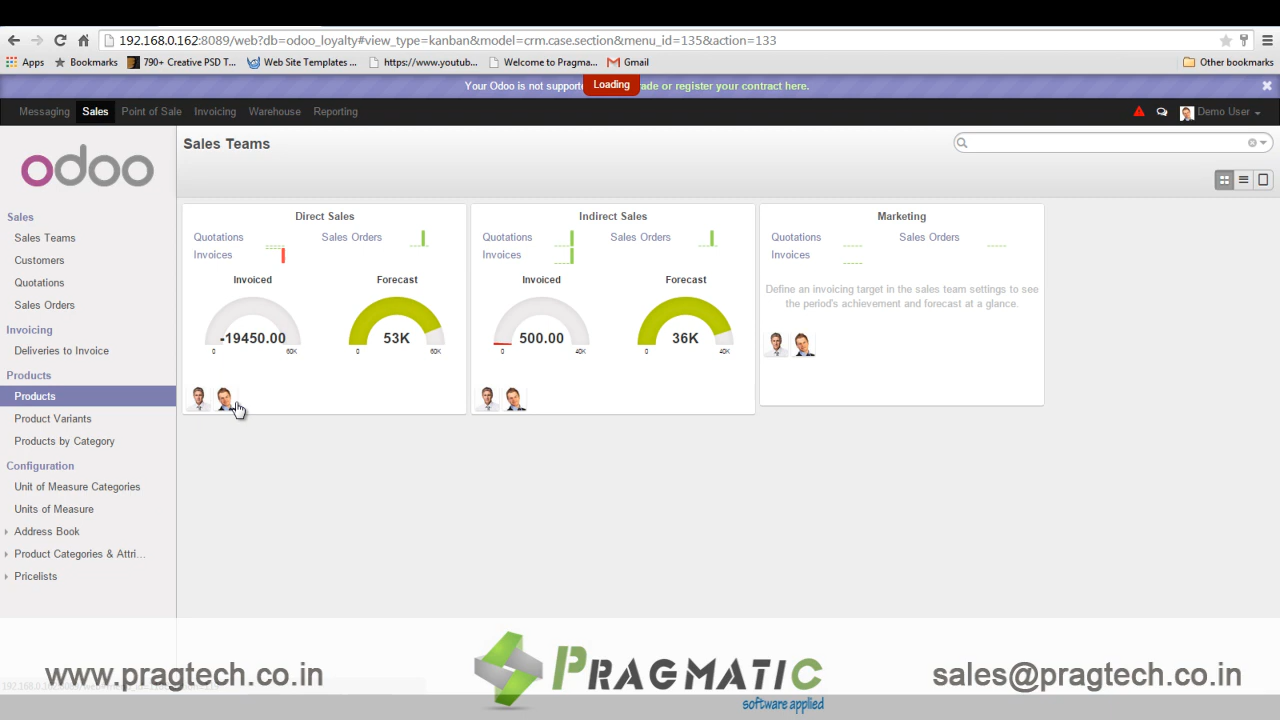 192.168.0.162:8089/web?db=odoo_loyalty#view_type=kanban&model=crm.case.section&menu_id=135&action=133
Apps Bookmarks 790+ Creative PSD T... Web Site Templates ... https://www.youtub... Welcome to Pragma... Gmail Other bookmarks
Your Odoo is not supporte Loading ade or register your contract here.
Messaging Sales Point of Sale Invoicing Warehouse Reporting Demo User
odoo
Sales
Sales Teams
Customers
Quotations
Sales Orders
Invoicing
Deliveries to Invoice
Products
Products
Product Variants
Products by Category
Configuration
Unit of Measure Categories
Units of Measure
Address Book
Product Categories & Attri...
Pricelists
Sales Teams
Direct Sales
Quotations Sales Orders
Invoices
Invoiced Forecast
-19450.00 53K
0 60K 0 60K
Indirect Sales
Quotations Sales Orders
Invoices
Invoiced Forecast
500.00 36K
0 40K 0 40K
Marketing
Quotations Sales Orders
Invoices
Define an invoicing target in the sales team settings to see
the period's achievement and forecast at a glance.
www.pragtech.co.in
PRAGMATIC
software applied
sales@pragtech.co.in